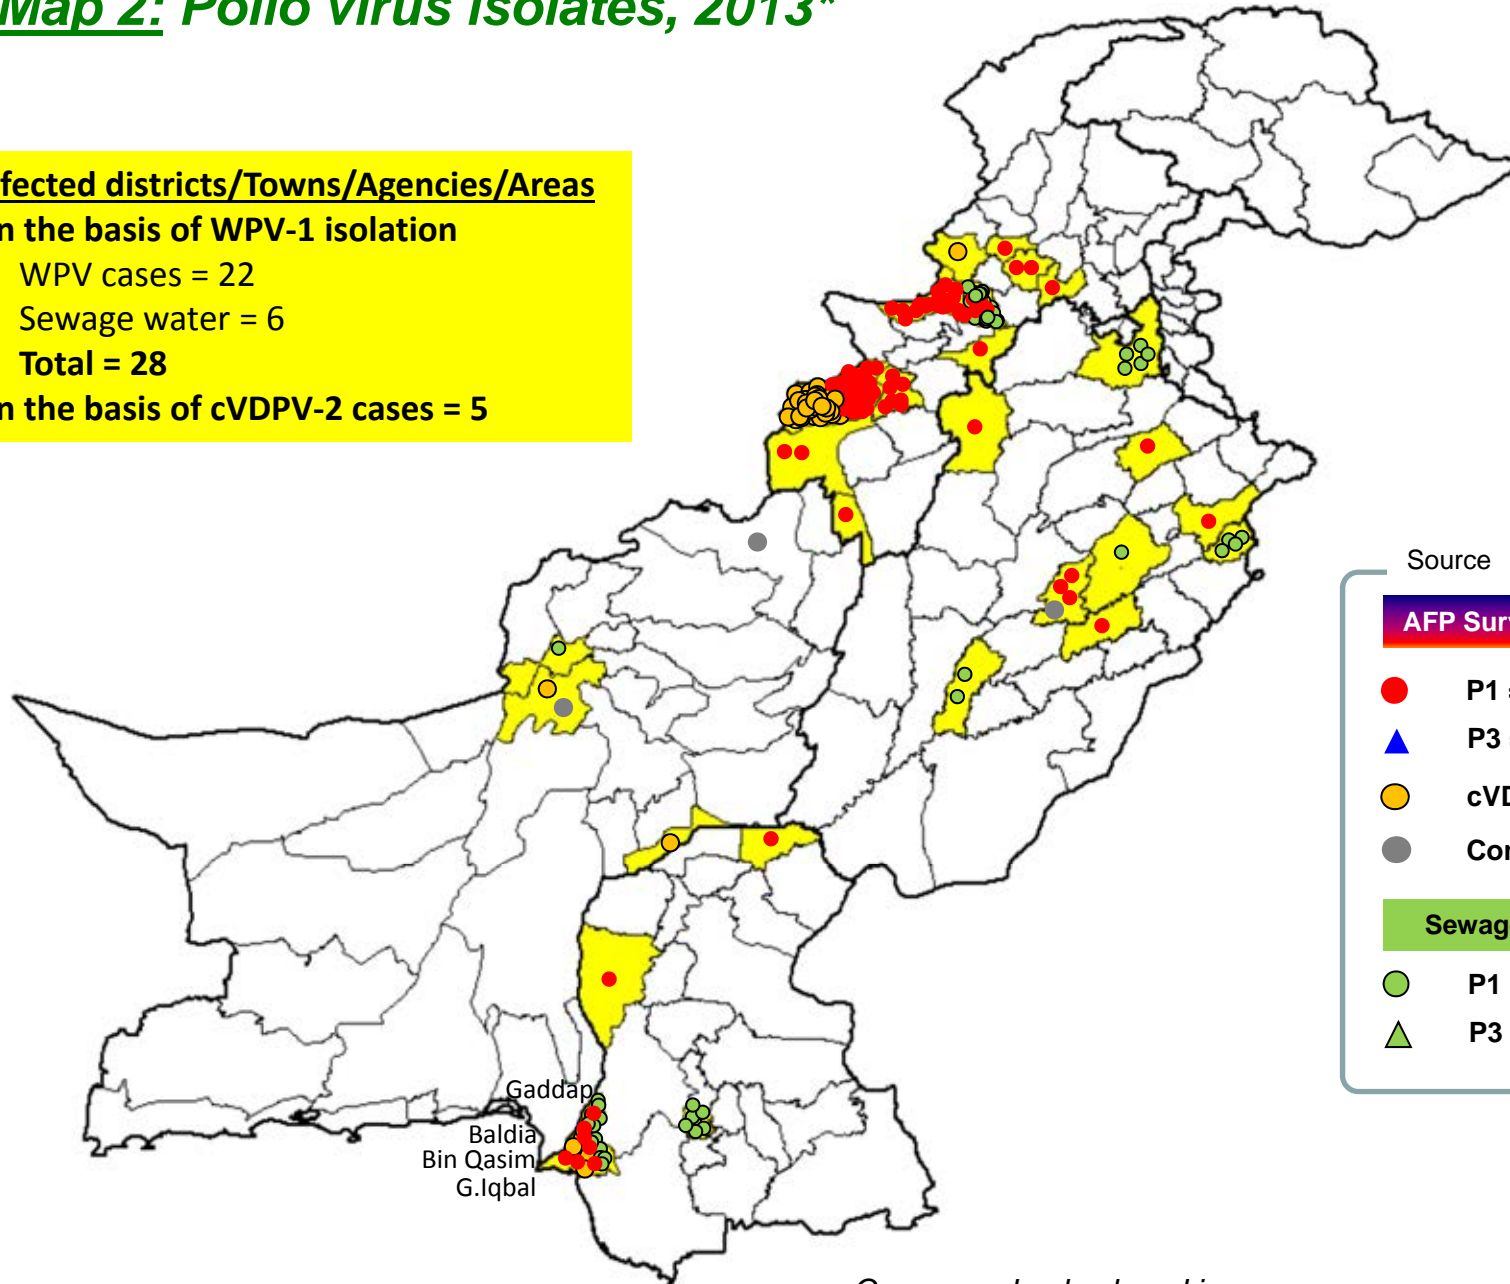 Map 2: Polio virus isolates, 2013*
fected districts/Towns/Agencies/Areas
n the basis of WPV-1 isolation
WPV cases = 22
Sewage water = 6
Total = 28
n the basis of cVDPV-2 cases = 5
Source
AFP Sur
P1
P3
cVD
Con
Sewag
P1
P3
Gaddap
Baldia
Bin Qasim
G.Iqbal